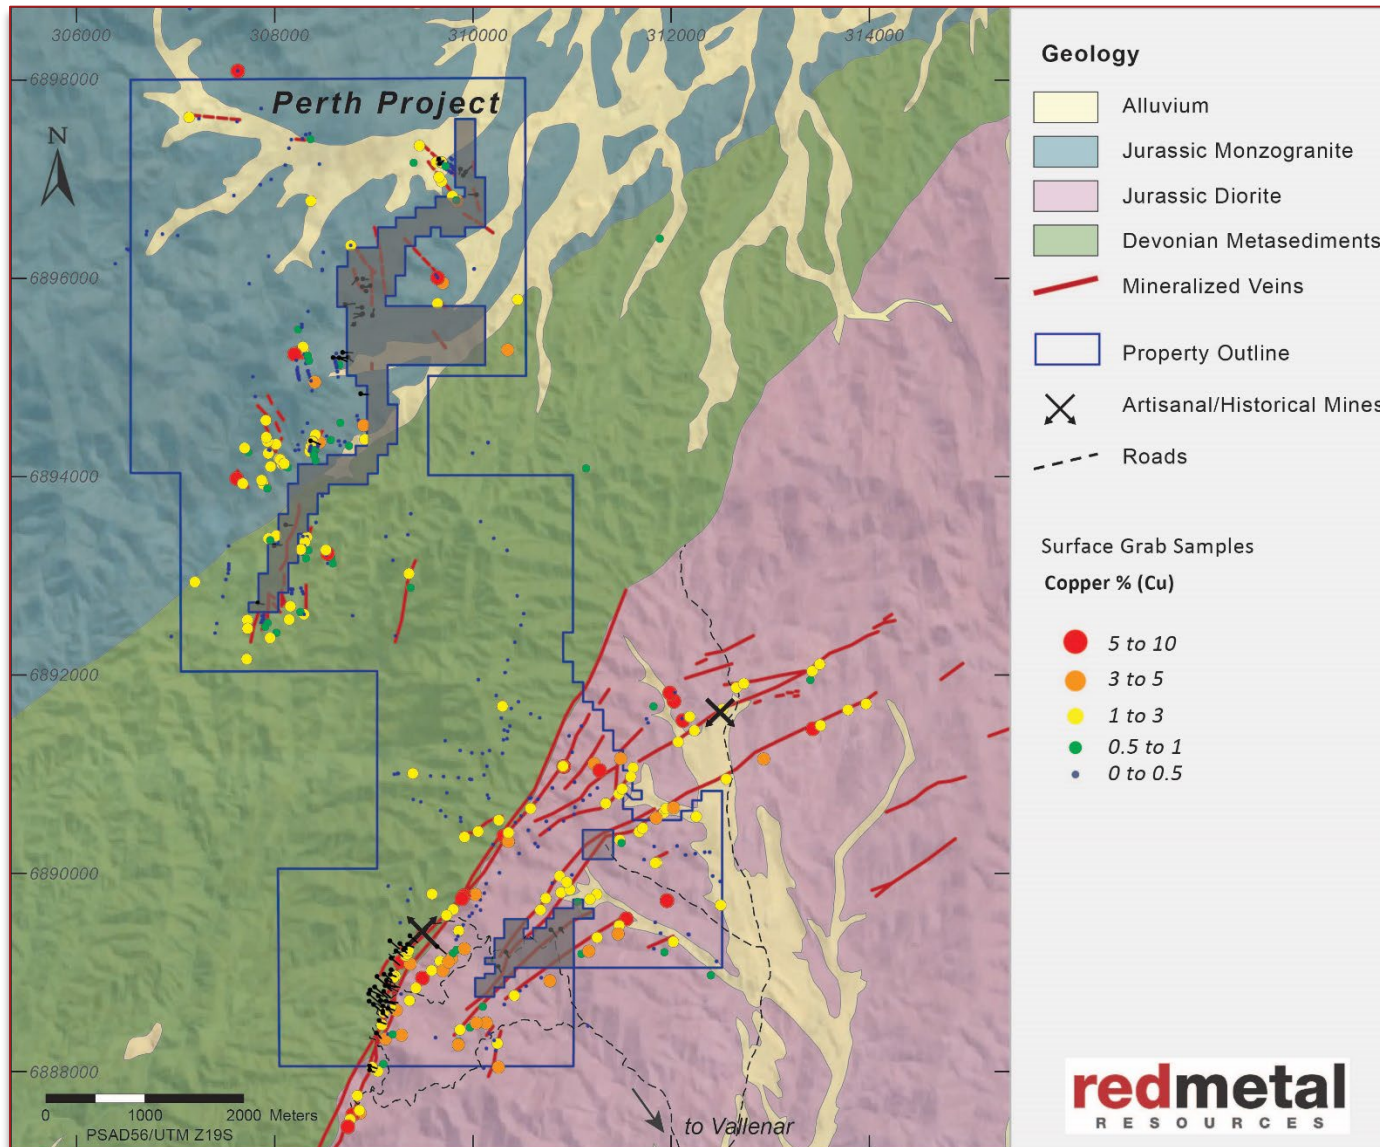 306000
308000
310000
312000
314000
6898000
Perth Project
N
6896000
6894000
6892000
6890000
6888000
0 1000 2000 Meters
PSAD56/UTM Z19S
to Vallenar
Geology
Alluvium
Jurassic Monzogranite
Jurassic Diorite
Devonian Metasediments
Mineralized Veins
Property Outline
Artisanal/Historical Mines
Roads
Surface Grab Samples
Copper % (Cu)
5 to 10
3 to 5
1 to 3
0.5 to 1
0 to 0.5
redmetal
RESOURCES